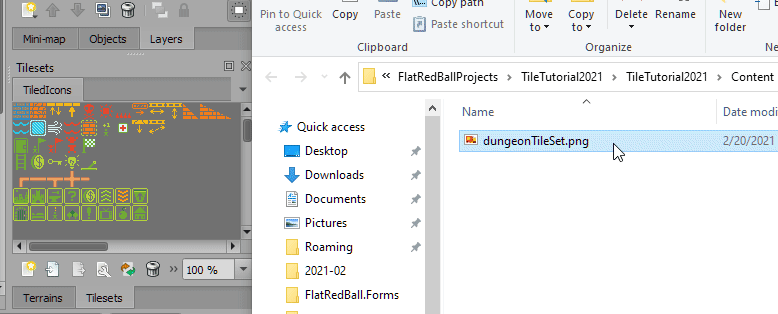 Mini-map Objects Layers
Tilesets
TiledIcons
100 %
Terrains Tilesets
Pin to Quick access
Copy
Paste
Copy path
Paste shortcut
Clipboard
Move to
Copy to
Delete
Rename
Organize
New folder
« FlatRedBallProjects > TileTutorial2021 > TileTutorial2021 > Content
Name Date modi
Quick access
Desktop
Downloads
Documents
Pictures
Roaming
2021-02
FlatRedBall.Forms
dungeonTileSet.png 2/20/2021